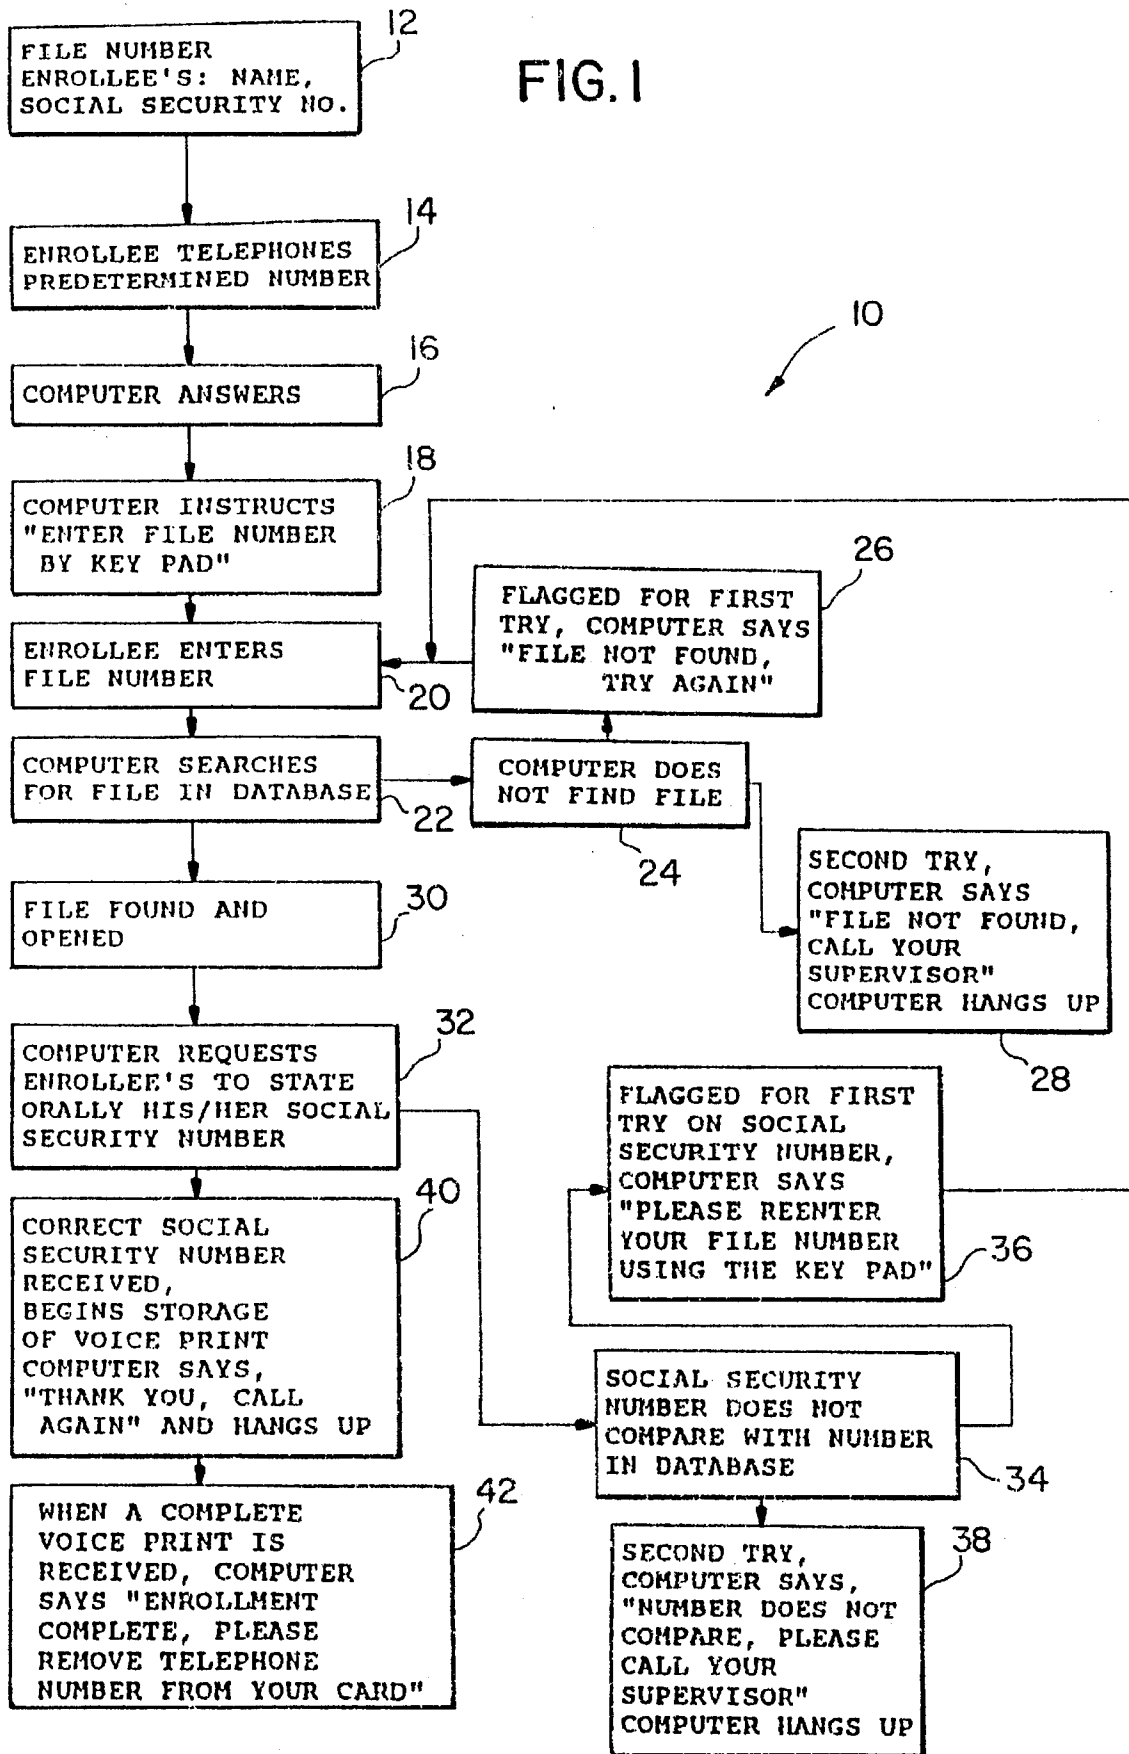 FIG. 1
12
FILE NUMBER
ENROLLEE'S: NAME,
SOCIAL SECURITY NO.
14
ENROLLEE TELEPHONES
PREDETERMINED NUMBER
10
16
COMPUTER ANSWERS
18
COMPUTER INSTRUCTS
"ENTER FILE NUMBER
BY KEY PAD"
26
FLAGGED FOR FIRST
TRY, COMPUTER SAYS
"FILE NOT FOUND,
TRY AGAIN"
ENROLLEE ENTERS
FILE NUMBER
20
COMPUTER SEARCHES
FOR FILE IN DATABASE
22
COMPUTER DOES
NOT FIND FILE
24
SECOND TRY,
COMPUTER SAYS
"FILE NOT FOUND,
CALL YOUR
SUPERVISOR"
COMPUTER HANGS UP
28
30
FILE FOUND AND
OPENED
32
COMPUTER REQUESTS
ENROLLEE'S TO STATE
ORALLY HIS/HER SOCIAL
SECURITY NUMBER
FLAGGED FOR FIRST
TRY ON SOCIAL
SECURITY NUMBER,
COMPUTER SAYS
"PLEASE REENTER
YOUR FILE NUMBER
USING THE KEY PAD"
36
40
CORRECT SOCIAL
SECURITY NUMBER
RECEIVED,
BEGINS STORAGE
OF VOICE PRINT
COMPUTER SAYS,
"THANK YOU, CALL
AGAIN" AND HANGS UP
SOCIAL SECURITY
NUMBER DOES NOT
COMPARE WITH NUMBER
IN DATABASE
34
42
WHEN A COMPLETE
VOICE PRINT IS
RECEIVED, COMPUTER
SAYS "ENROLLMENT
COMPLETE, PLEASE
REMOVE TELEPHONE
NUMBER FROM YOUR CARD"
38
SECOND TRY,
COMPUTER SAYS,
"NUMBER DOES NOT
COMPARE, PLEASE
CALL YOUR
SUPERVISOR"
COMPUTER HANGS UP